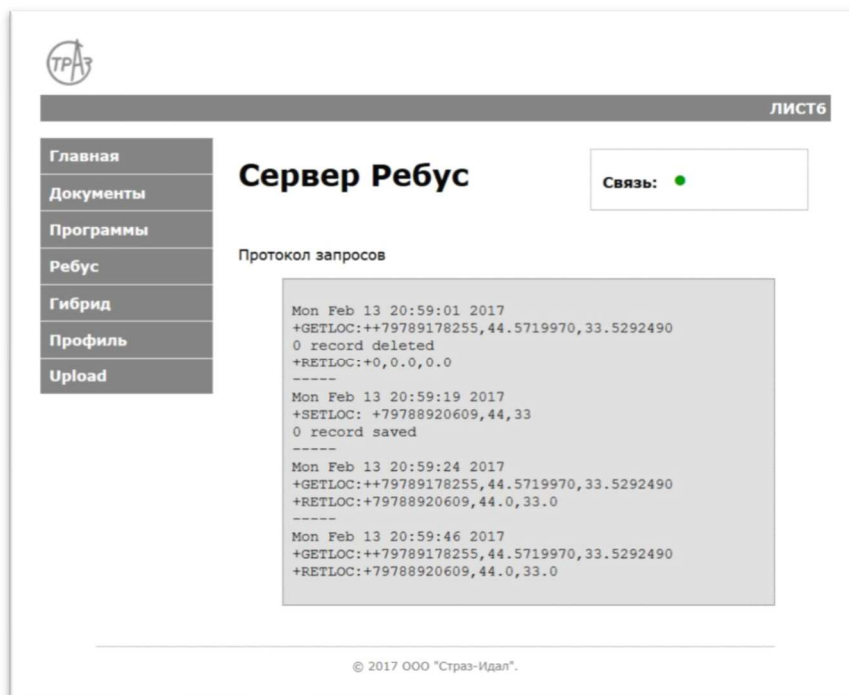 ТРАЗ
ЛИСТ6
Главная
Документы
Программы
Ребус
Гибрид
Профиль
Upload
Сервер Ребус
Связь:
Протокол запросов
Mon Feb 13 20:59:01 2017
+GETLOC:++79789178255,44.5719970,33.5292490
0 record deleted
+RETLOC:+0,0.0,0.0
-----
Mon Feb 13 20:59:19 2017
+SETLOC: +79788920609,44,33
0 record saved
-----
Mon Feb 13 20:59:24 2017
+GETLOC:++79789178255,44.5719970,33.5292490
+RETLOC:+79788920609,44.0,33.0
-----
Mon Feb 13 20:59:46 2017
+GETLOC:++79789178255,44.5719970,33.5292490
+RETLOC:+79788920609,44.0,33.0
© 2017 ООО "Страз-Идал".